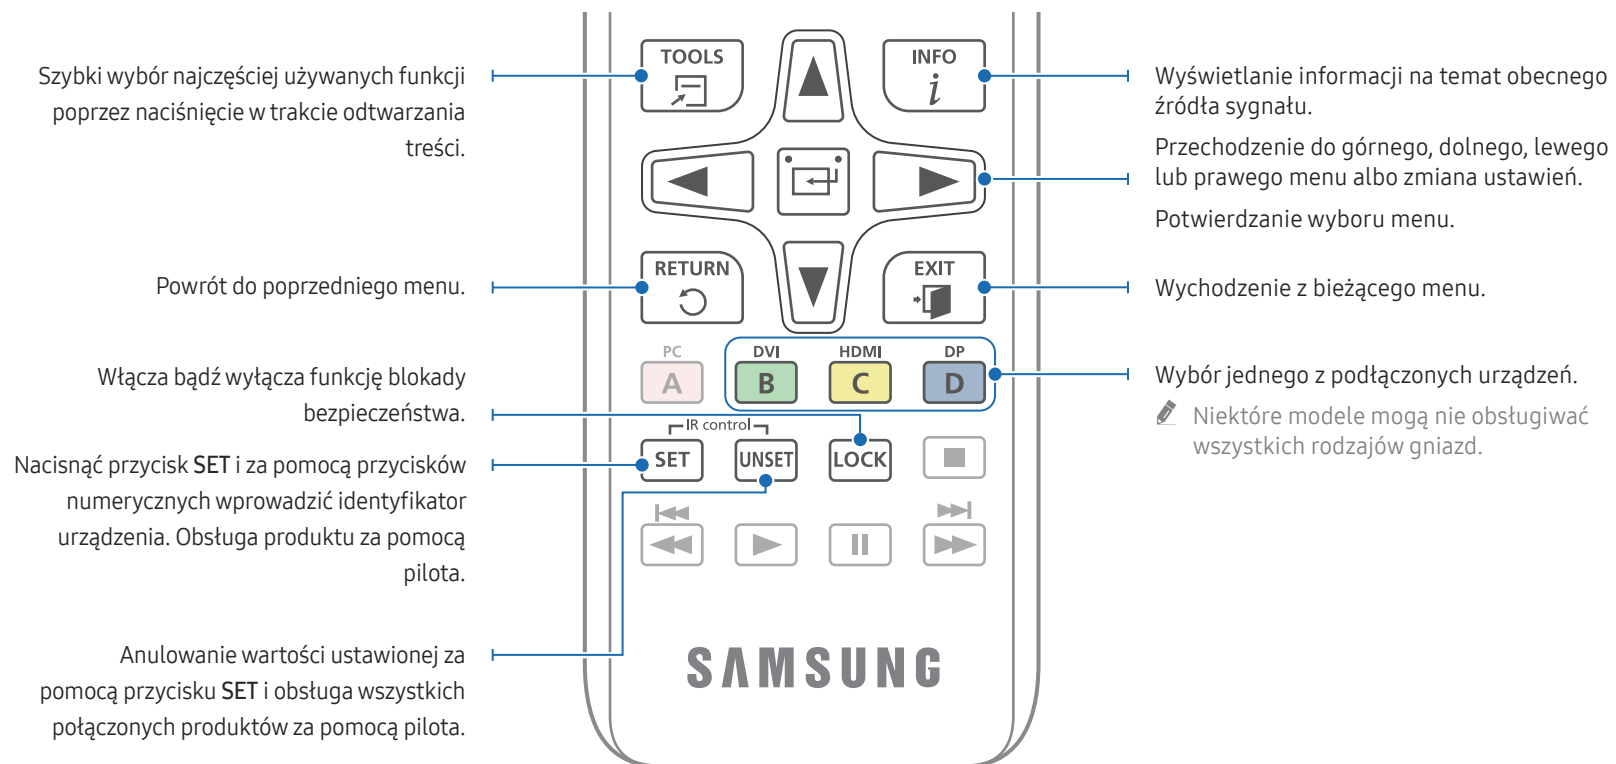 Szybki wybór najczęściej używanych funkcji
poprzez naciśnięcie w trakcie odtwarzania
treści.
Powrót do poprzedniego menu.
Włącza bądź wyłącza funkcję blokady
bezpieczeństwa.
Nacisnąć przycisk SET i za pomocą przycisków
numerycznych wprowadzić identyfikator
urządzenia. Obsługa produktu za pomocą
pilota.
Anulowanie wartości ustawionej za
pomocą przycisku SET i obsługa wszystkich
połączonych produktów za pomocą pilota.
TOOLS
INFO
i
RETURN
EXIT
PC
DVI
HDMI
DP
A
B
C
D
IR control
SET
UNSET
LOCK
SAMSUNG
Wyświetlanie informacji na temat obecnego
źródła sygnału.
Przechodzenie do górnego, dolnego, lewego
lub prawego menu albo zmiana ustawień.
Potwierdzanie wyboru menu.
Wychodzenie z bieżącego menu.
Wybór jednego z podłączonych urządzeń.
Niektóre modele mogą nie obsługiwać
wszystkich rodzajów gniazd.